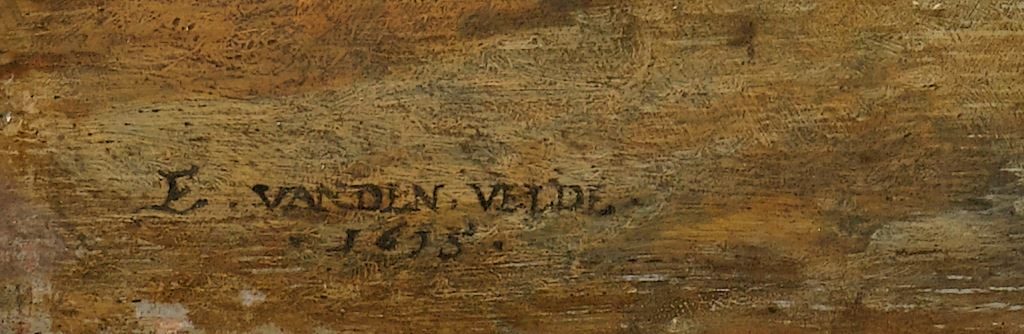 E. VANDEN. VELDE.
1615.